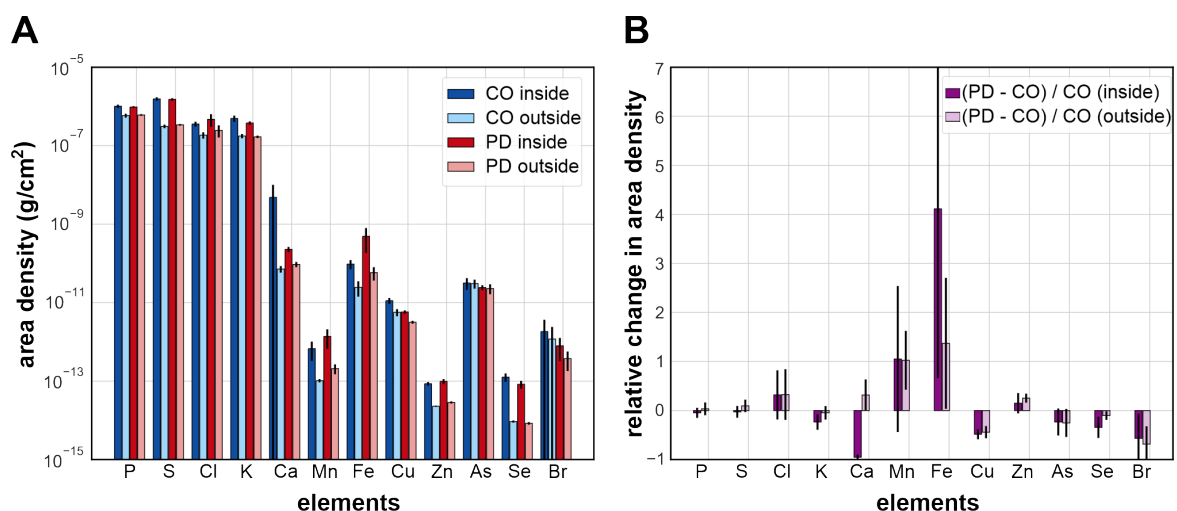 A
area density (g/cm²)
10⁻⁵
10⁻⁷
10⁻⁹
10⁻¹¹
10⁻¹³
10⁻¹⁵
CO inside
CO outside
PD inside
PD outside
P S Cl K Ca Mn Fe Cu Zn As Se Br
elements
B
relative change in area density
7
6
5
4
3
2
1
0
−1
(PD - CO) / CO (inside)
(PD - CO) / CO (outside)
P S Cl K Ca Mn Fe Cu Zn As Se Br
elements